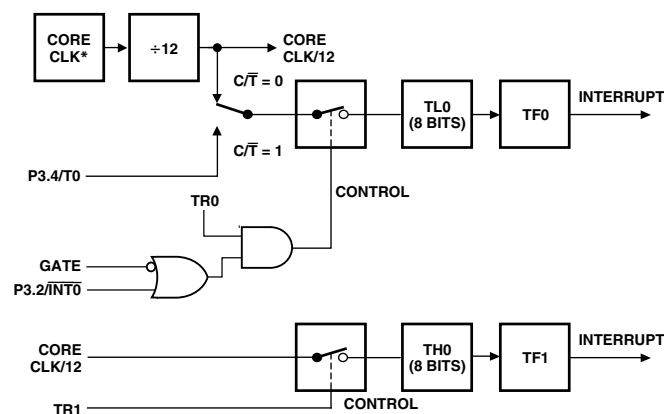 CORE
CLK*
÷12
CORE
CLK/12
C/T̅ = 0
INTERRUPT
TL0
(8 BITS)
TF0
C/T̅ = 1
P3.4/T0
CONTROL
TR0
GATE
P3.2/I̅N̅T̅0̅
INTERRUPT
CORE
CLK/12
TH0
(8 BITS)
TF1
CONTROL
TR1